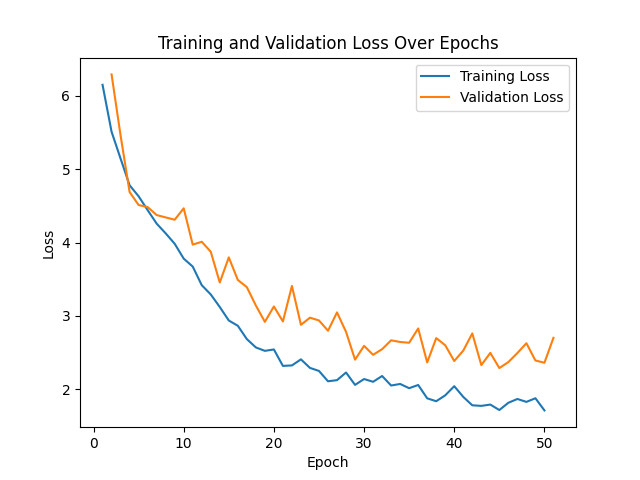 Training and Validation Loss Over Epochs
Training Loss
Validation Loss
6
5
4
3
2
Loss
0 10 20 30 40 50
Epoch